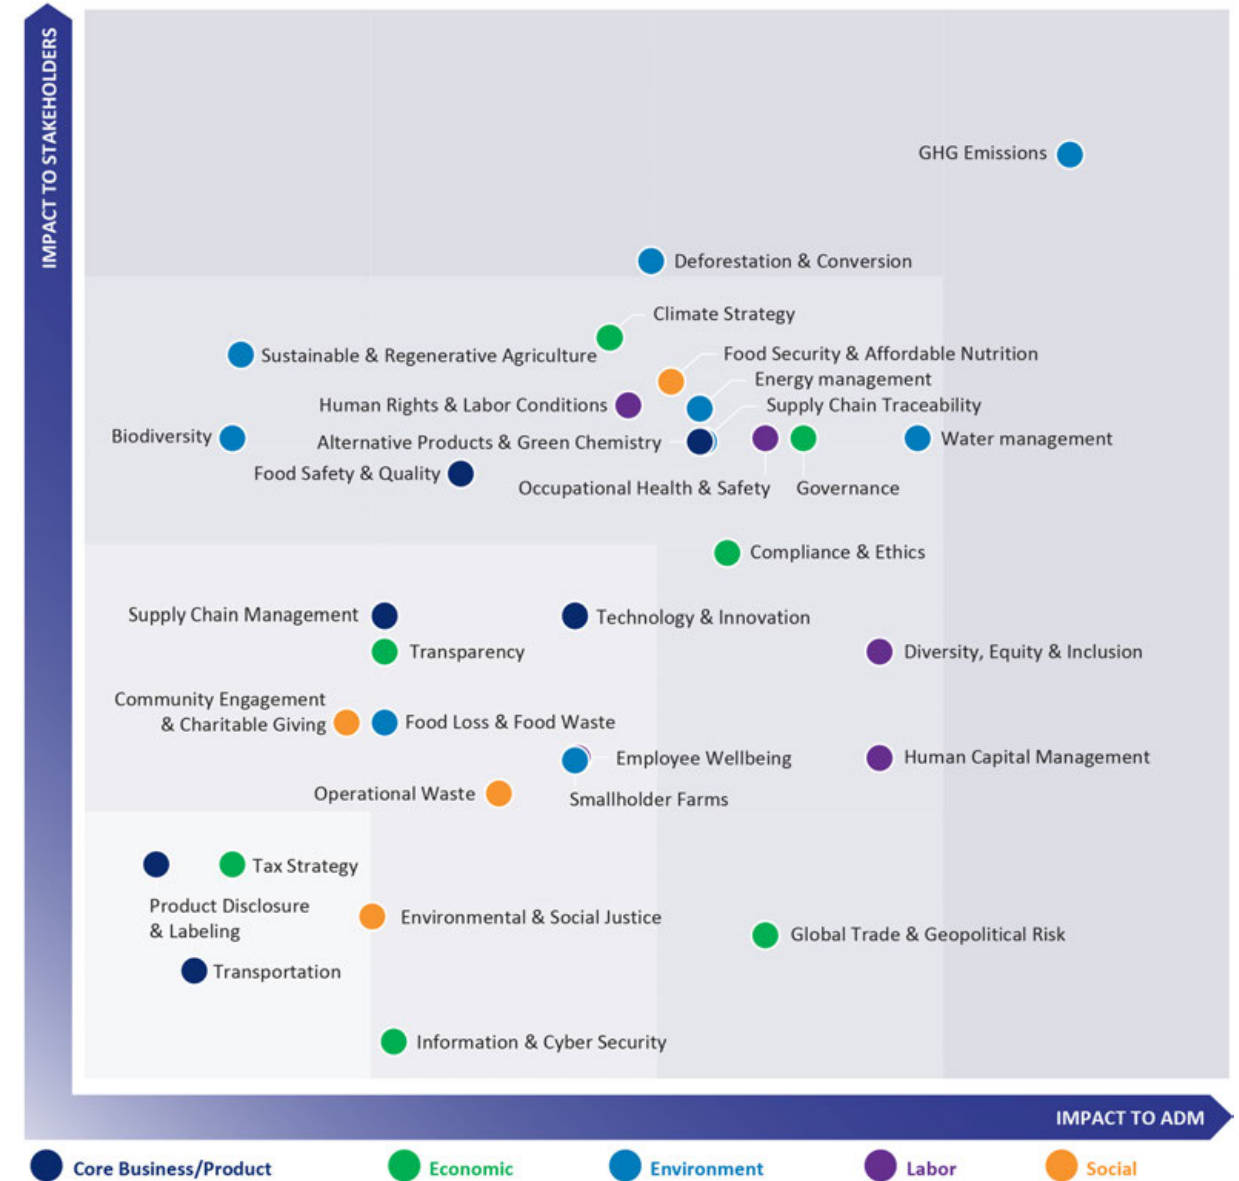 IMPACT TO STAKEHOLDERS
GHG Emissions
Deforestation & Conversion
Climate Strategy
Sustainable & Regenerative Agriculture
Food Security & Affordable Nutrition
Energy management
Human Rights & Labor Conditions
Supply Chain Traceability
Biodiversity
Alternative Products & Green Chemistry
Water management
Food Safety & Quality
Occupational Health & Safety
Governance
Compliance & Ethics
Supply Chain Management
Technology & Innovation
Transparency
Diversity, Equity & Inclusion
Community Engagement
& Charitable Giving
Food Loss & Food Waste
Employee Wellbeing
Human Capital Management
Operational Waste
Smallholder Farms
Tax Strategy
Product Disclosure
& Labeling
Environmental & Social Justice
Global Trade & Geopolitical Risk
Transportation
Information & Cyber Security
IMPACT TO ADM
Core Business/Product
Economic
Environment
Labor
Social